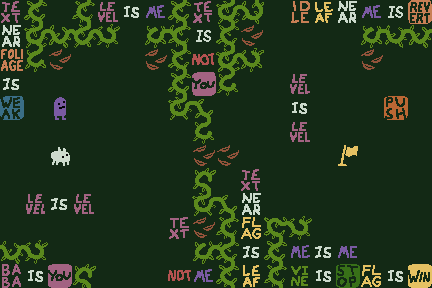 TEXT LEVEL IS ME TEXT IDLE LEAF NEAR ME IS REVERT
NEAR IS
FOLIAGE NOT
IS YOU LEVEL
WEAK IS PUSH
LEVEL
TEXT
LEVEL IS LEVEL NEAR
TEXT FLAG
IS ME IS ME
BABA IS YOU NOT ME LEAF VINE IS STOP FLAG IS WIN